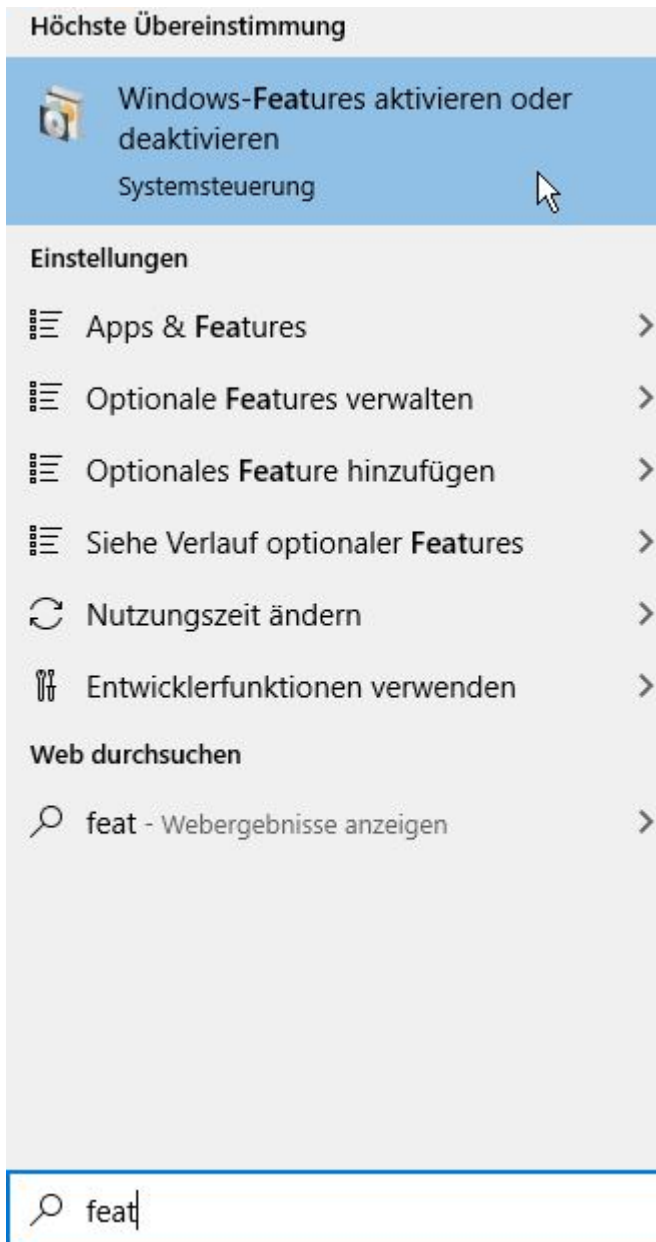 Höchste Übereinstimmung
Windows-Features aktivieren oder
deaktivieren
Systemsteuerung
Einstellungen
Apps & Features
Optionale Features verwalten
Optionales Feature hinzufügen
Siehe Verlauf optionaler Features
Nutzungszeit ändern
Entwicklerfunktionen verwenden
Web durchsuchen
feat - Webergebnisse anzeigen
feat